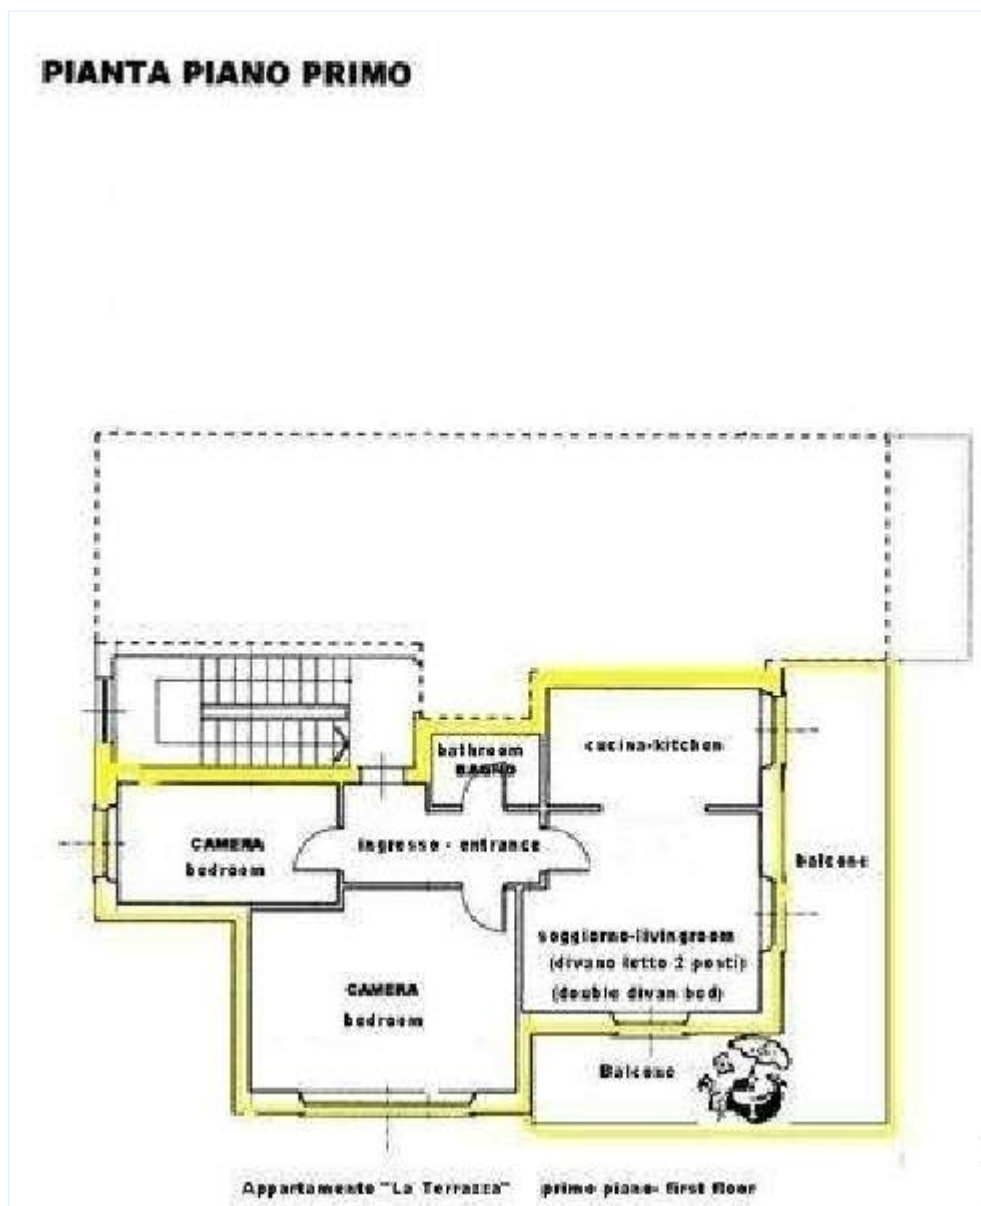 PIANTA PIANO PRIMO
bathroom
BAGNO
cucina-kitchen
CAMERA
bedroom
ingresso - entrance
balcone
soggiorno-livingroom
(divano letto 2 posti)
(double divan bed)
CAMERA
bedroom
Balcone
Appartamento "La Terrazza" primo piano- first floor